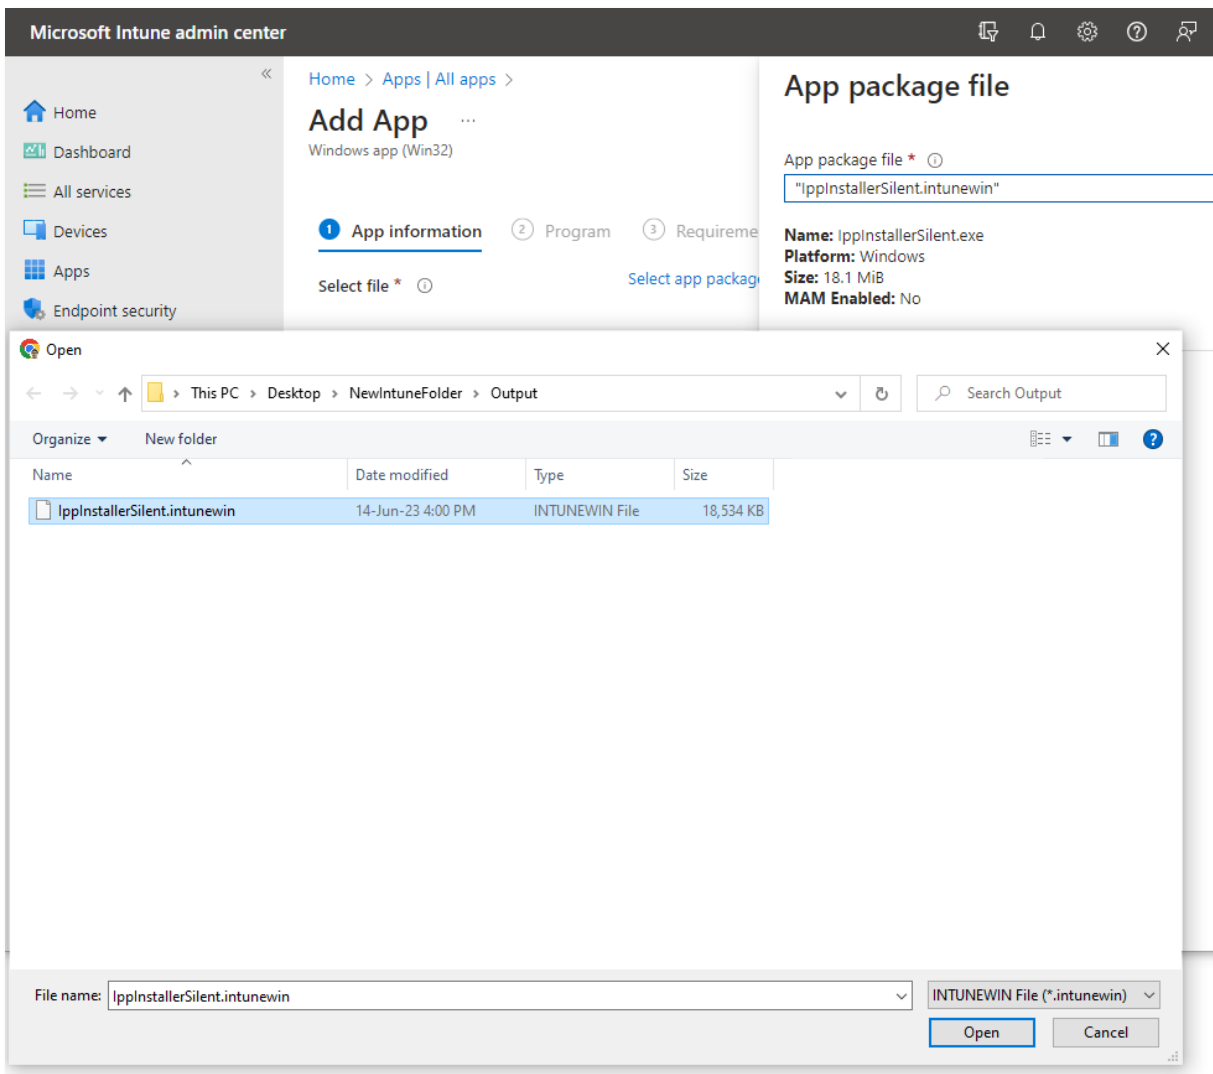 Microsoft Intune admin center
Home
Dashboard
All services
Devices
Apps
Endpoint security
Home > Apps | All apps >
Add App ...
Windows app (Win32)
1 App information 2 Program 3 Requireme
Select file * Select app package
App package file
App package file *
"IppInstallerSilent.intunewin"
Name: IppInstallerSilent.exe
Platform: Windows
Size: 18.1 MiB
MAM Enabled: No
Open
This PC > Desktop > NewIntuneFolder > Output
Search Output
Organize New folder
Name Date modified Type Size
IppInstallerSilent.intunewin 14-Jun-23 4:00 PM INTUNEWIN File 18,534 KB
File name: IppInstallerSilent.intunewin INTUNEWIN File (*.intunewin)
Open Cancel